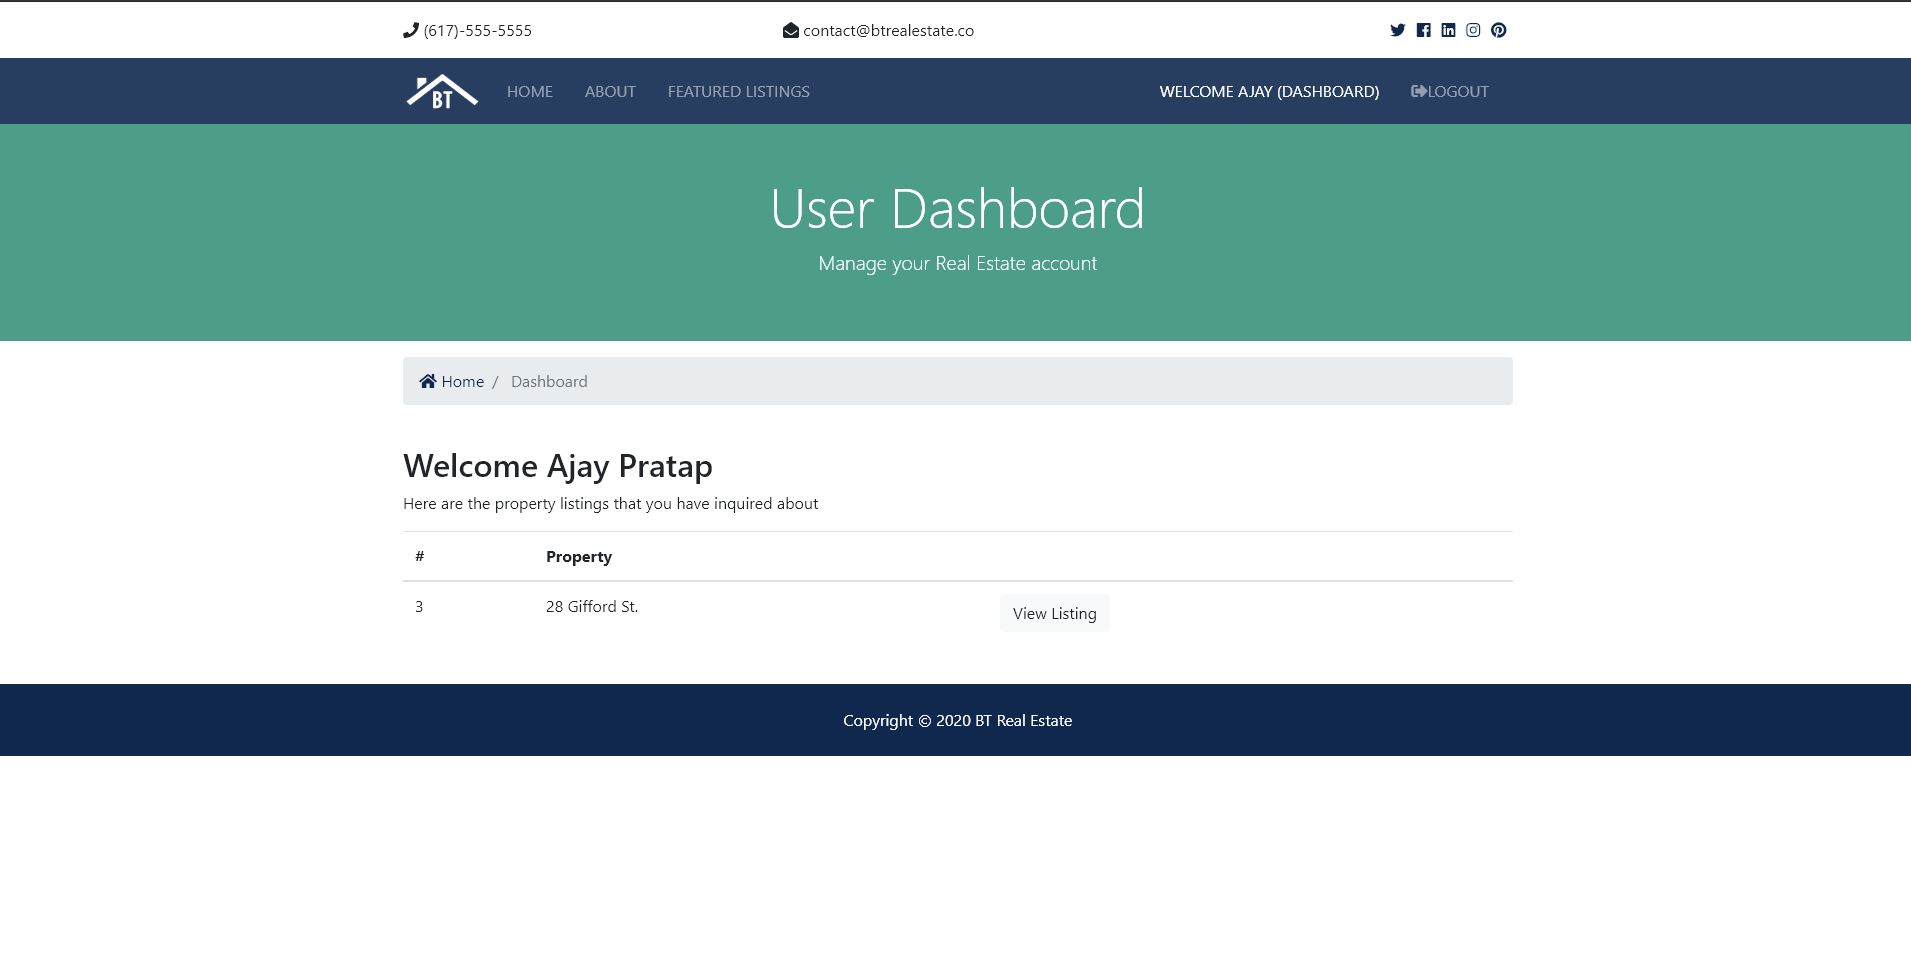 (617)-555-5555
contact@btrealestate.co
BT
HOME
ABOUT
FEATURED LISTINGS
WELCOME AJAY (DASHBOARD)
LOGOUT
User Dashboard
Manage your Real Estate account
Home / Dashboard
Welcome Ajay Pratap
Here are the property listings that you have inquired about
# Property
3 28 Gifford St. View Listing
Copyright © 2020 BT Real Estate